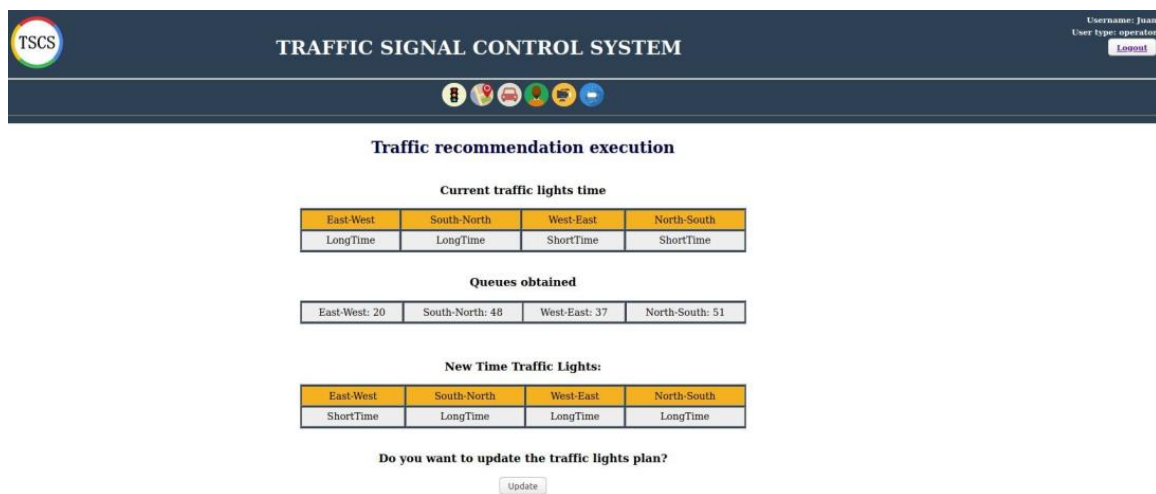 TSCS
TRAFFIC SIGNAL CONTROL SYSTEM
Username: Juan
User type: operator
Logout
Traffic recommendation execution
Current traffic lights time
East-West South-North West-East North-South
LongTime LongTime ShortTime ShortTime
Queues obtained
East-West: 20 South-North: 48 West-East: 37 North-South: 51
New Time Traffic Lights:
East-West South-North West-East North-South
ShortTime LongTime LongTime LongTime
Do you want to update the traffic lights plan?
Update